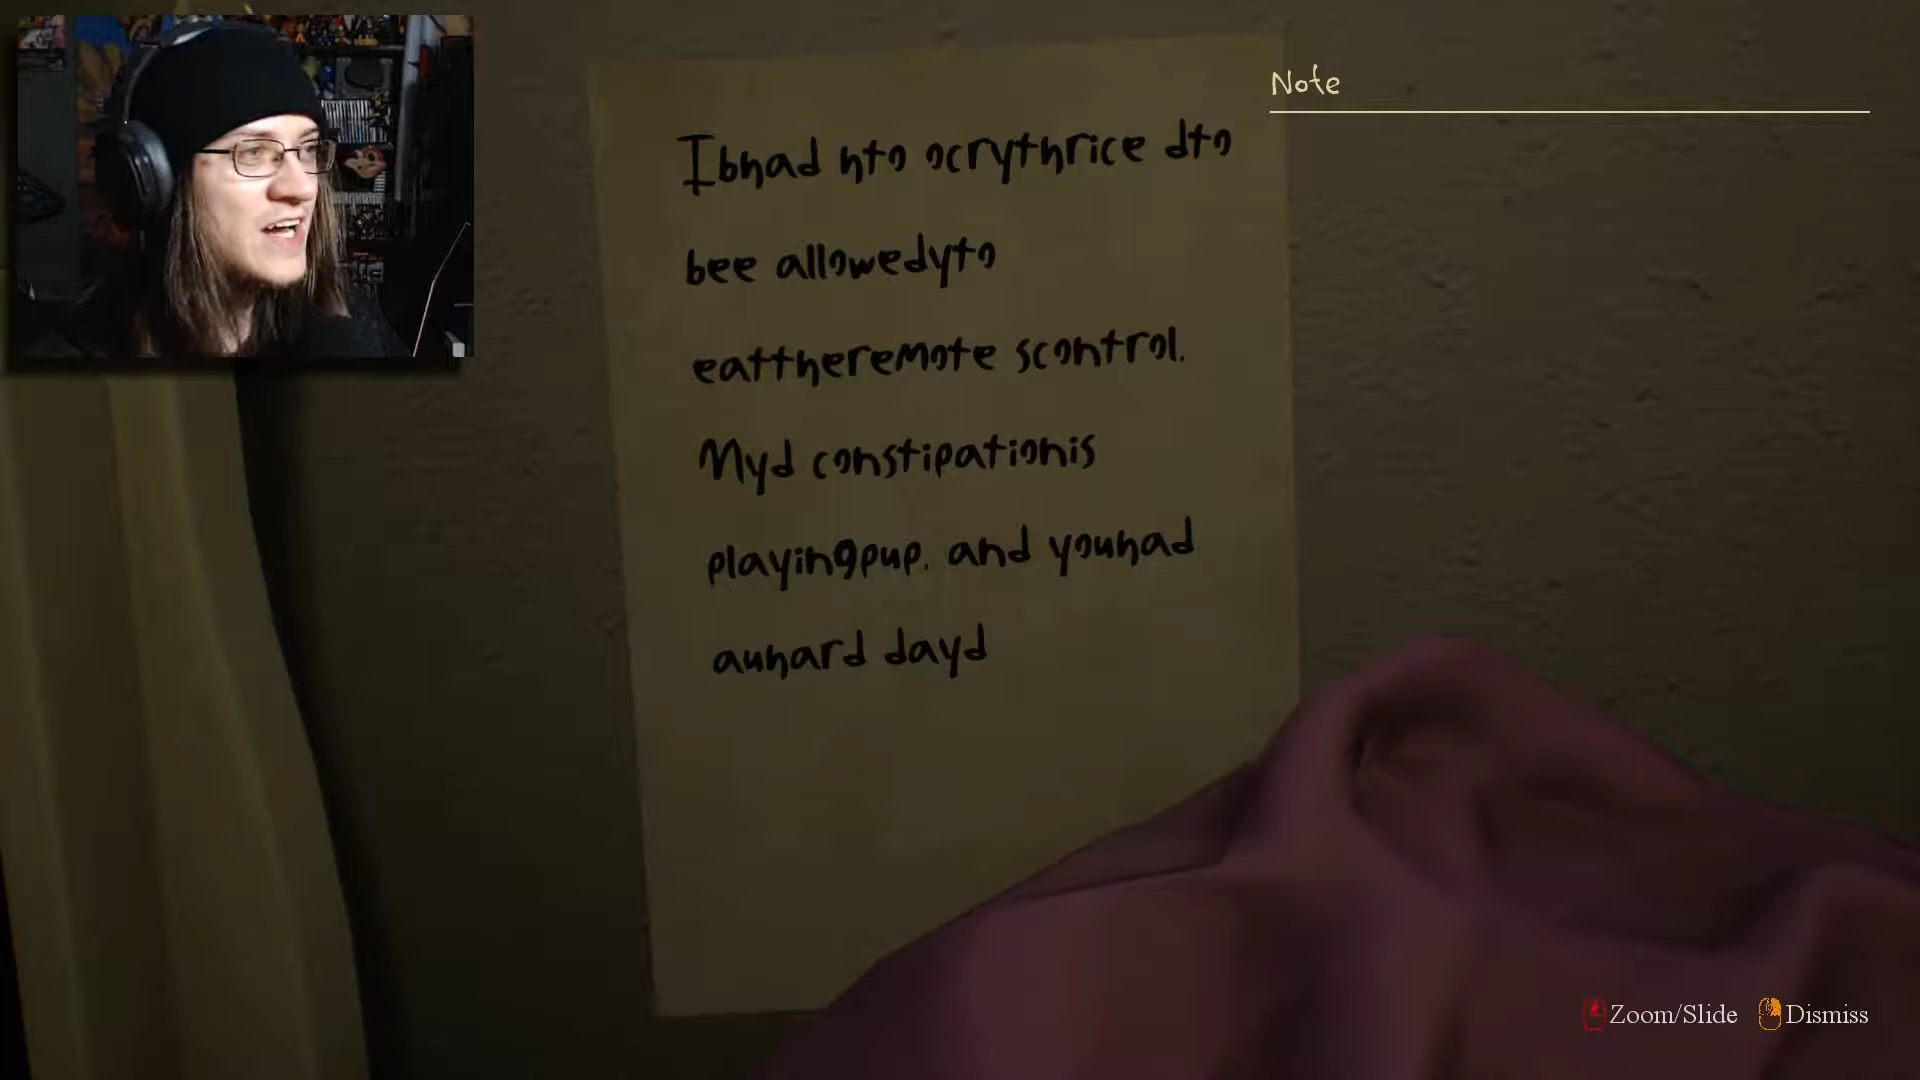 Note
Ibhad hto ocrythrice dto
bee allowedyto
eattheremote scontrol.
Myd constipationis
playingpup. and youhad
auhard dayd
Zoom/Slide Dismiss